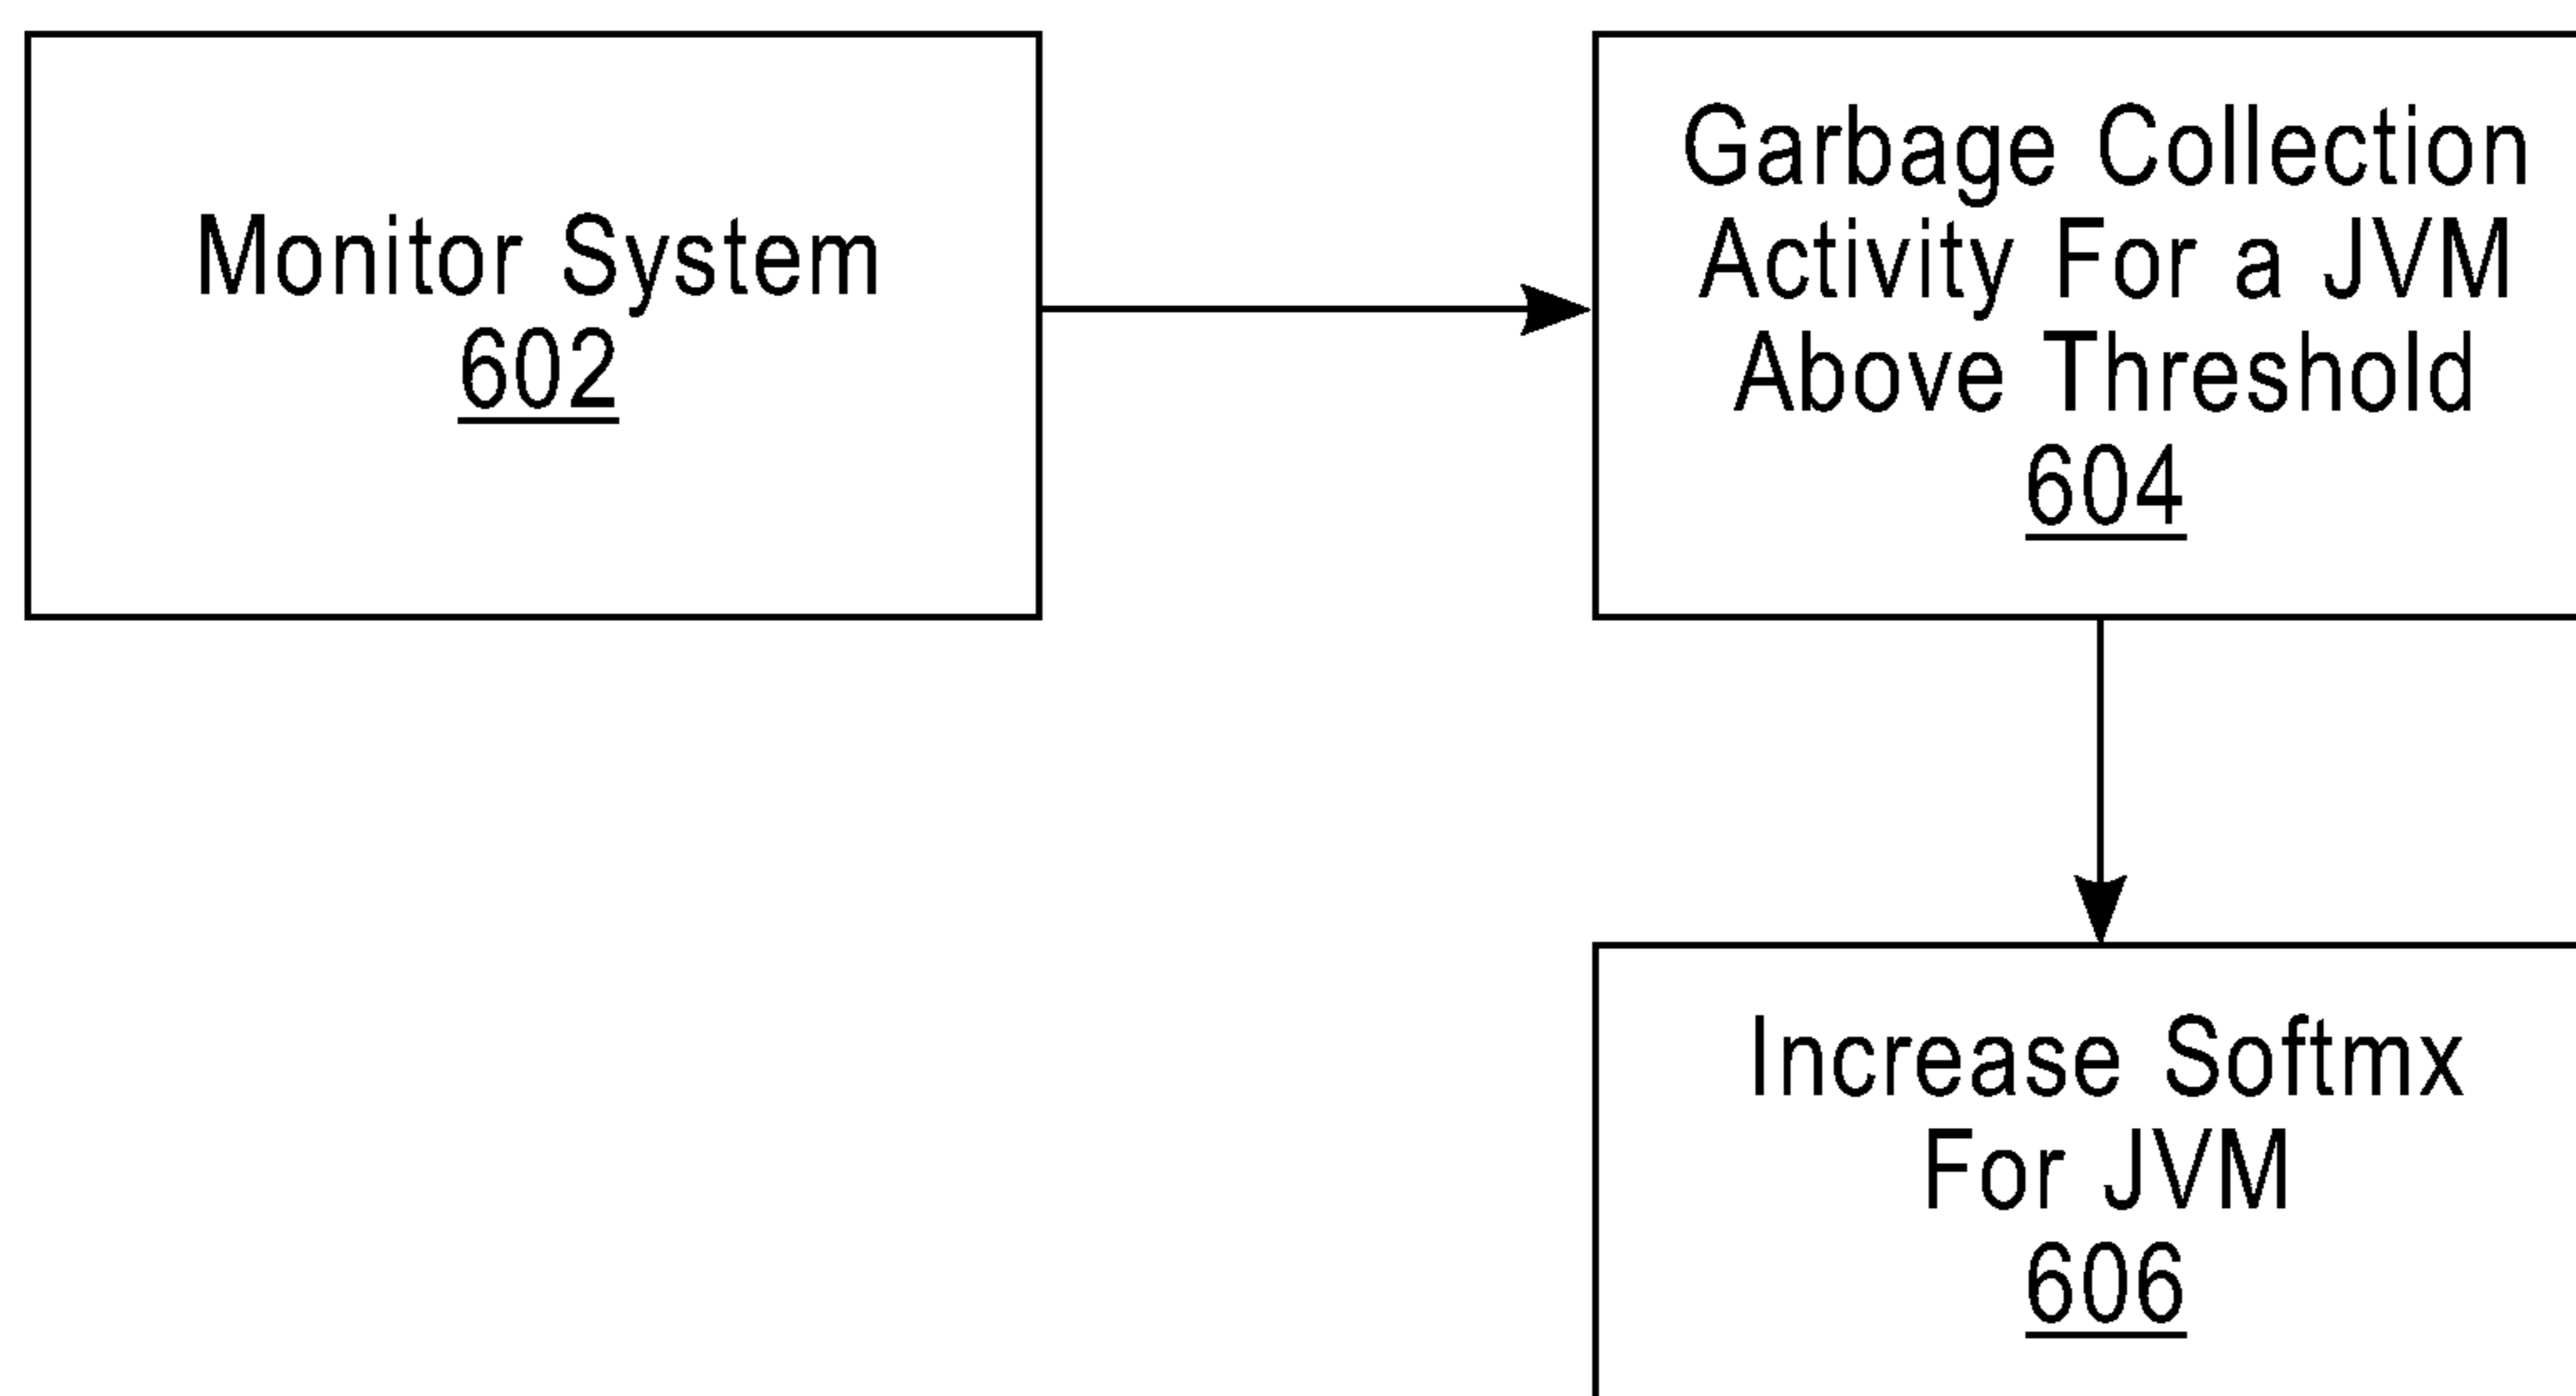 Monitor System
602
Garbage Collection
Activity For a JVM
Above Threshold
604
Increase Softmx
For JVM
606